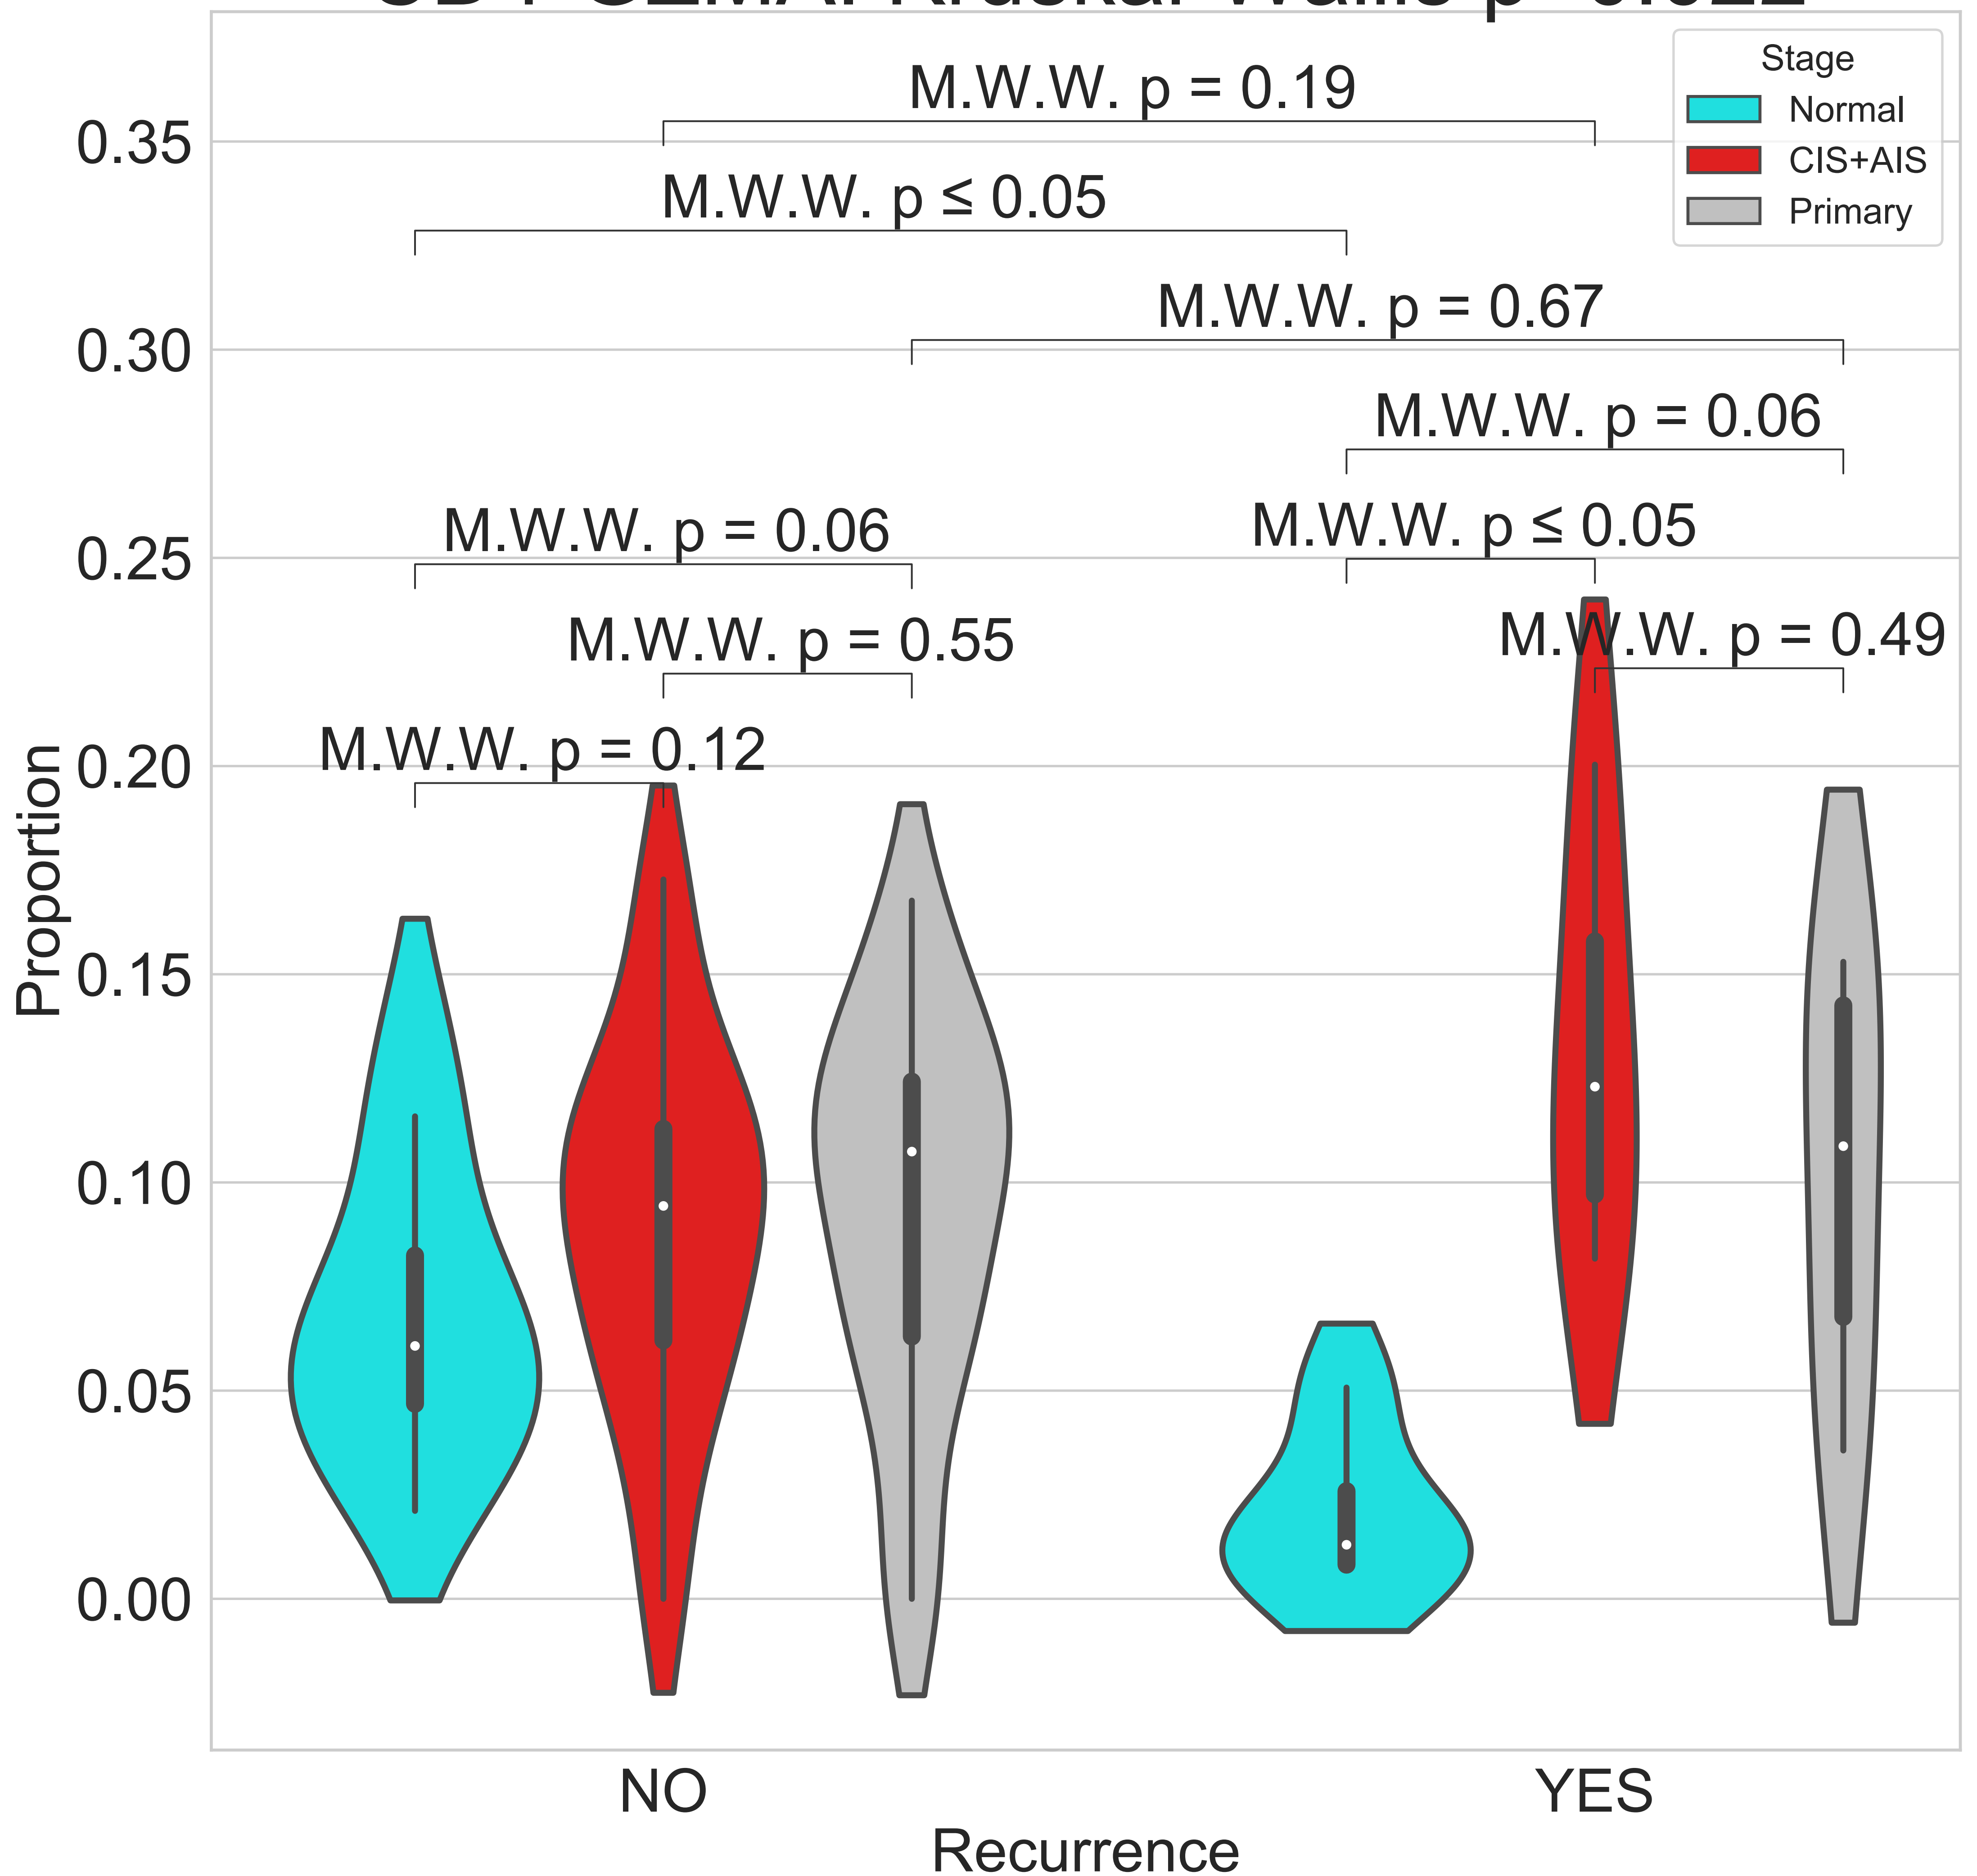 Stage
Normal
CIS+AIS
Primary
M.W.W. p = 0.19
M.W.W. p ≤ 0.05
M.W.W. p = 0.67
M.W.W. p = 0.06
M.W.W. p = 0.06
M.W.W. p ≤ 0.05
M.W.W. p = 0.55
M.W.W. p = 0.49
M.W.W. p = 0.12
0.35
0.30
0.25
0.20
0.15
0.10
0.05
0.00
Proportion
NO
YES
Recurrence